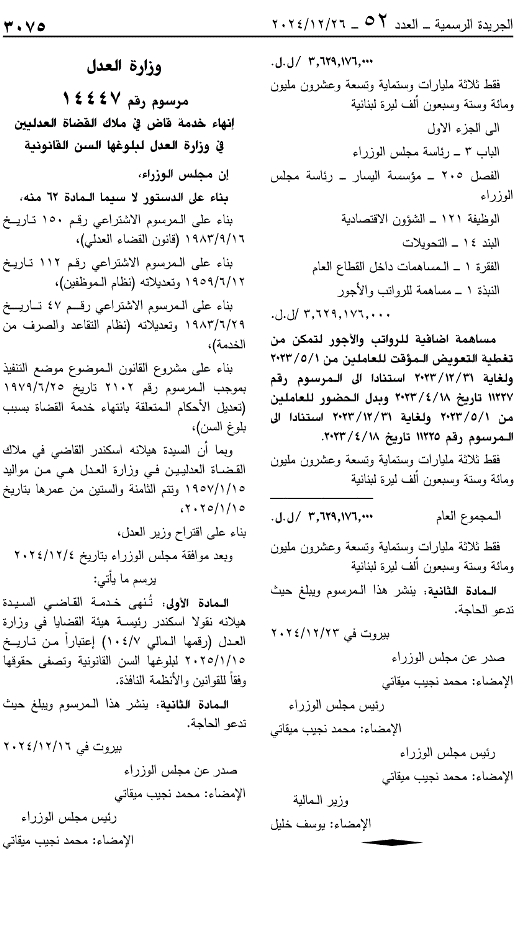 الجريدة الرسمية ــ العدد ٥٢ ــ ٢٠٢٤/١٢/٢٦
٣٠٧٥
٣,٦٢٩,١٧٦,٠٠٠ /ل.ل.
فقط ثلاثة مليارات وستماية وتسعة وعشرون مليون
ومائة وستة وسبعون ألف ليرة لبنانية
الى الجزء الاول
الباب ٣ ــ رئاسة مجلس الوزراء
الفصل ٢٠٥ ــ مؤسسة اليسار ــ رئاسة مجلس
الوزراء
الوظيفة ١٢١ ــ الشؤون الاقتصادية
البند ١٤ ــ التحويلات
الفقرة ١ ــ المساهمات داخل القطاع العام
النبذة ١ ــ مساهمة للرواتب والأجور
٣,٦٢٩,١٧٦,٠٠٠ /ل.ل.
مساهمة اضافية للرواتب والأجور لتمكن من
تغطية التعويض المؤقت للعاملين من ٢٠٢٣/٥/١
ولغاية ٢٠٢٣/١٢/٣١ استنادا الى المرسوم رقم
١١٢٢٧ تاريخ ٢٠٢٣/٤/١٨ وبدل الحضور للعاملين
من ٢٠٢٣/٥/١ ولغاية ٢٠٢٣/١٢/٣١ استنادا الى
المرسوم رقم ١١٢٢٥ تاريخ ٢٠٢٣/٤/١٨.
فقط ثلاثة مليارات وستماية وتسعة وعشرون مليون
ومائة وستة وسبعون ألف ليرة لبنانية
المجموع العام ٣,٦٢٩,١٧٦,٠٠٠ /ل.ل.
فقط ثلاثة مليارات وستماية وتسعة وعشرون مليون
ومائة وستة وسبعون ألف ليرة لبنانية
المادة الثانية: ينشر هذا المرسوم ويبلغ حيث
تدعو الحاجة.
بيروت في ٢٠٢٤/١٢/٢٣
صدر عن مجلس الوزراء
الإمضاء: محمد نجيب ميقاتي
رئيس مجلس الوزراء
الإمضاء: محمد نجيب ميقاتي
رئيس مجلس الوزراء
الإمضاء: محمد نجيب ميقاتي
وزير المالية
الإمضاء: يوسف خليل
وزارة العدل
مرسوم رقم ١٤٤٤٧
إنهاء خدمة قاض في ملاك القضاة العدليين
في وزارة العدل لبلوغها السن القانونية
إن مجلس الوزراء،
بناء على الدستور لا سيما المادة ٦٢ منه،
بناء على المرسوم الاشتراعي رقم ١٥٠ تاريخ
١٩٨٣/٩/١٦ (قانون القضاء العدلي)،
بناء على المرسوم الاشتراعي رقم ١١٢ تاريخ
١٩٥٩/٦/١٢ وتعديلاته (نظام الموظفين)،
بناء على المرسوم الاشتراعي رقم ٤٧ تاريخ
١٩٨٣/٦/٢٩ وتعديلاته (نظام التقاعد والصرف من
الخدمة)،
بناء على مشروع القانون الموضوع موضع التنفيذ
بموجب المرسوم رقم ٢١٠٢ تاريخ ١٩٧٩/٦/٢٥
(تعديل الأحكام المتعلقة بانتهاء خدمة القضاة بسبب
بلوغ السن)،
وبما أن السيدة هيلانه اسكندر القاضي في ملاك
القضاة العدليين في وزارة العدل هي من مواليد
١٩٥٧/١/١٥ وتتم الثامنة والستين من عمرها بتاريخ
٢٠٢٥/١/١٥،
بناء على اقتراح وزير العدل،
وبعد موافقة مجلس الوزراء بتاريخ ٢٠٢٤/١٢/٤
يرسم ما يأتي:
المادة الأولى: تُنهى خدمة القاضي السيدة
هيلانه نقولا اسكندر رئيسة هيئة القضايا في وزارة
العدل (رقمها المالي ١٠٤/٧) إعتباراً من تاريخ
٢٠٢٥/١/١٥ لبلوغها السن القانونية وتصفى حقوقها
وفقاً للقوانين والأنظمة النافذة.
المادة الثانية: ينشر هذا المرسوم ويبلغ حيث
تدعو الحاجة.
بيروت في ٢٠٢٤/١٢/١٦
صدر عن مجلس الوزراء
الإمضاء: محمد نجيب ميقاتي
رئيس مجلس الوزراء
الإمضاء: محمد نجيب ميقاتي